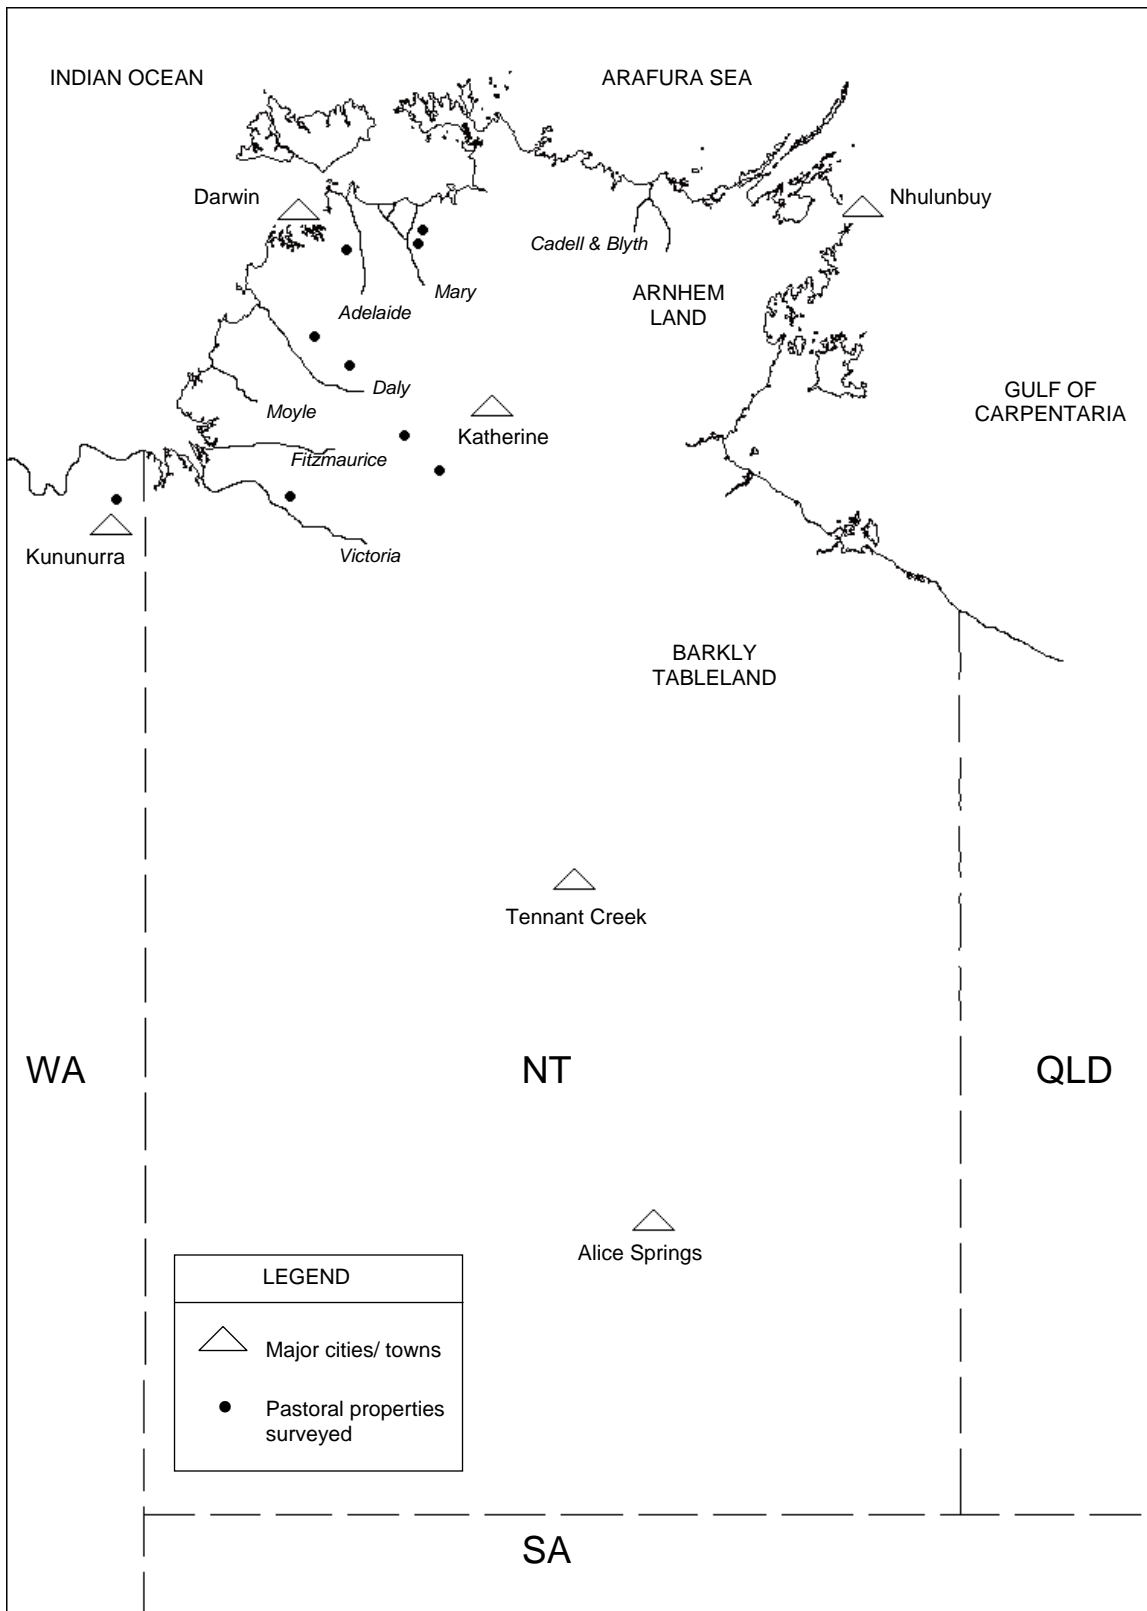 INDIAN OCEAN
ARAFURA SEA
Darwin
Nhulunbuy
Cadell & Blyth
Mary
ARNHEM
LAND
Adelaide
Daly
Moyle
GULF OF
CARPENTARIA
Katherine
Fitzmaurice
Kununurra
Victoria
BARKLY
TABLELAND
Tennant Creek
WA
NT
QLD
Alice Springs
LEGEND
Major cities/ towns
Pastoral properties
surveyed
SA